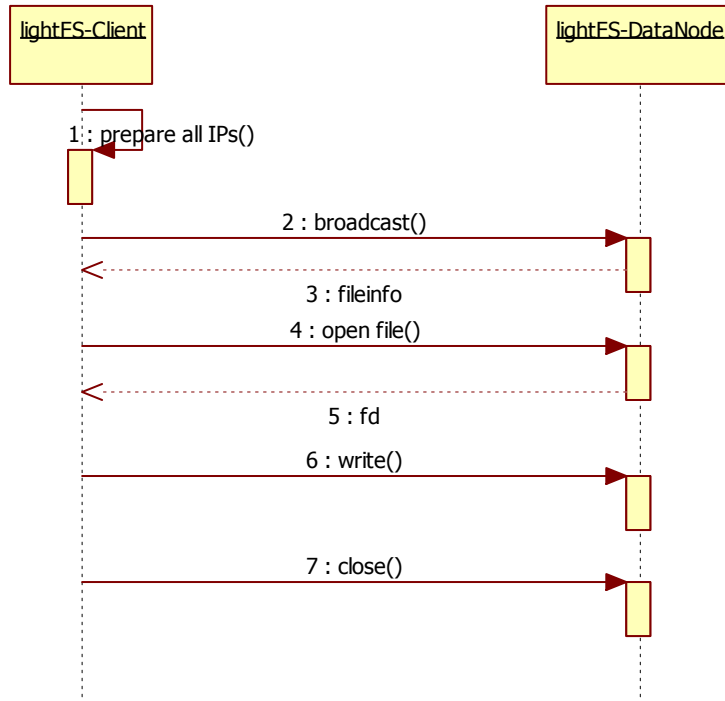 lightFS-Client
lightFS-DataNode
1 : prepare all IPs()
2 : broadcast()
3 : fileinfo
4 : open file()
5 : fd
6 : write()
7 : close()